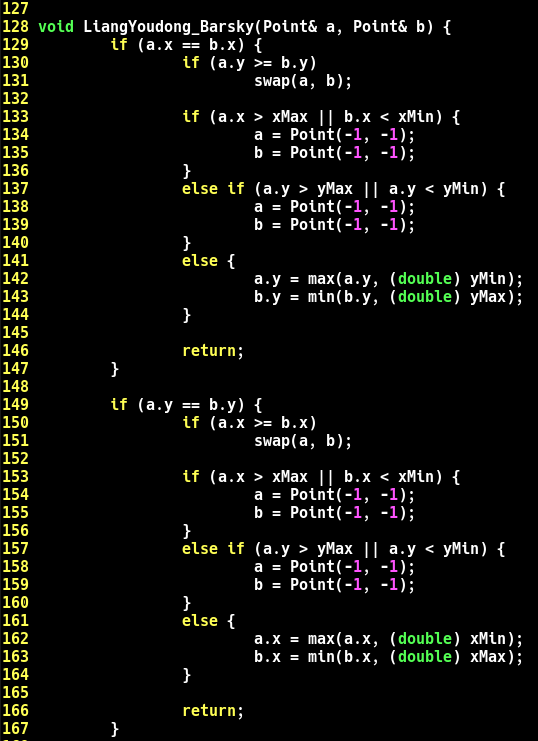 127
128 void LiangYoudong_Barsky(Point& a, Point& b) {
129         if (a.x == b.x) {
130                 if (a.y >= b.y)
131                         swap(a, b);
132
133                 if (a.x > xMax || b.x < xMin) {
134                         a = Point(-1, -1);
135                         b = Point(-1, -1);
136                 }
137                 else if (a.y > yMax || a.y < yMin) {
138                         a = Point(-1, -1);
139                         b = Point(-1, -1);
140                 }
141                 else {
142                         a.y = max(a.y, (double) yMin);
143                         b.y = min(b.y, (double) yMax);
144                 }
145
146                 return;
147         }
148
149         if (a.y == b.y) {
150                 if (a.x >= b.x)
151                         swap(a, b);
152
153                 if (a.x > xMax || b.x < xMin) {
154                         a = Point(-1, -1);
155                         b = Point(-1, -1);
156                 }
157                 else if (a.y > yMax || a.y < yMin) {
158                         a = Point(-1, -1);
159                         b = Point(-1, -1);
160                 }
161                 else {
162                         a.x = max(a.x, (double) xMin);
163                         b.x = min(b.x, (double) xMax);
164                 }
165
166                 return;
167         }